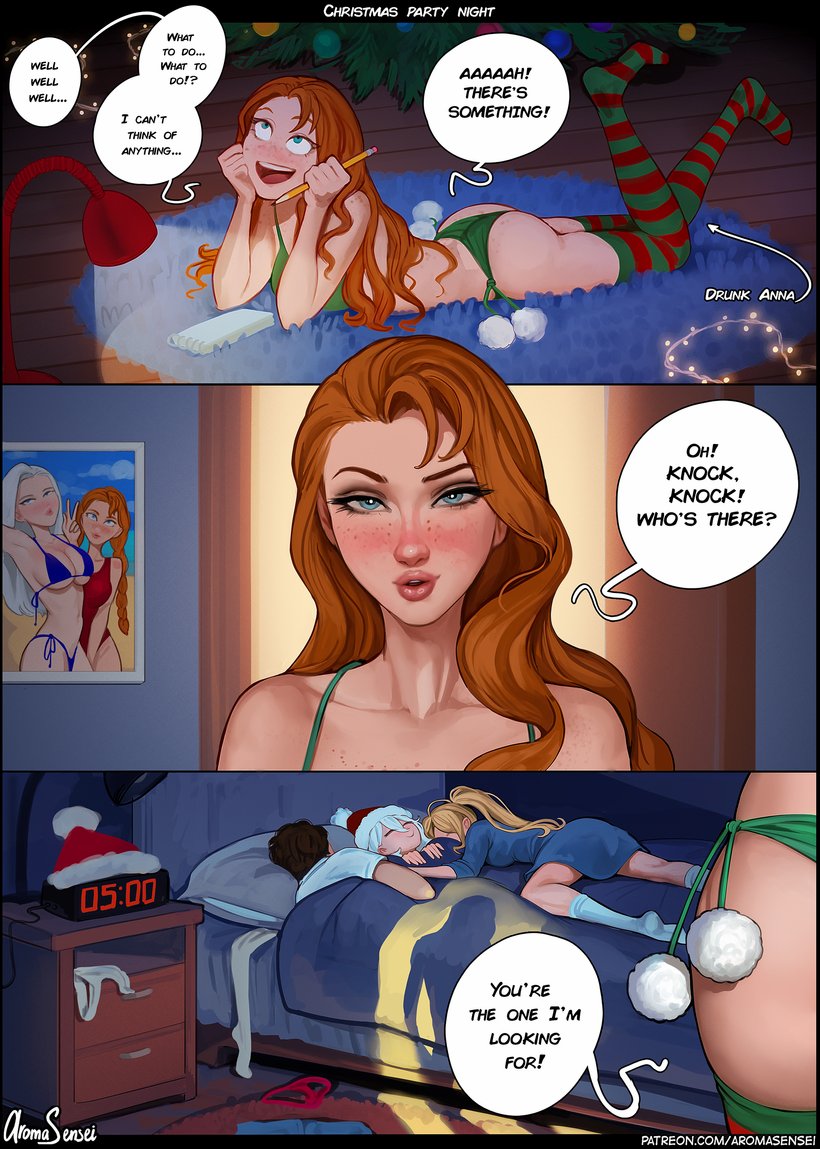 Christmas party night
well
well
well...
What
to do...
What to
do!?
I can't
think of
anything...
AAAAAH!
THERE'S
SOMETHING!
Drunk Anna
Oh!
KNOCK,
KNOCK!
WHO'S THERE?
05:00
You're
the one I'm
looking
for!
AromaSensei
PATREON.COM/AROMASENSEI